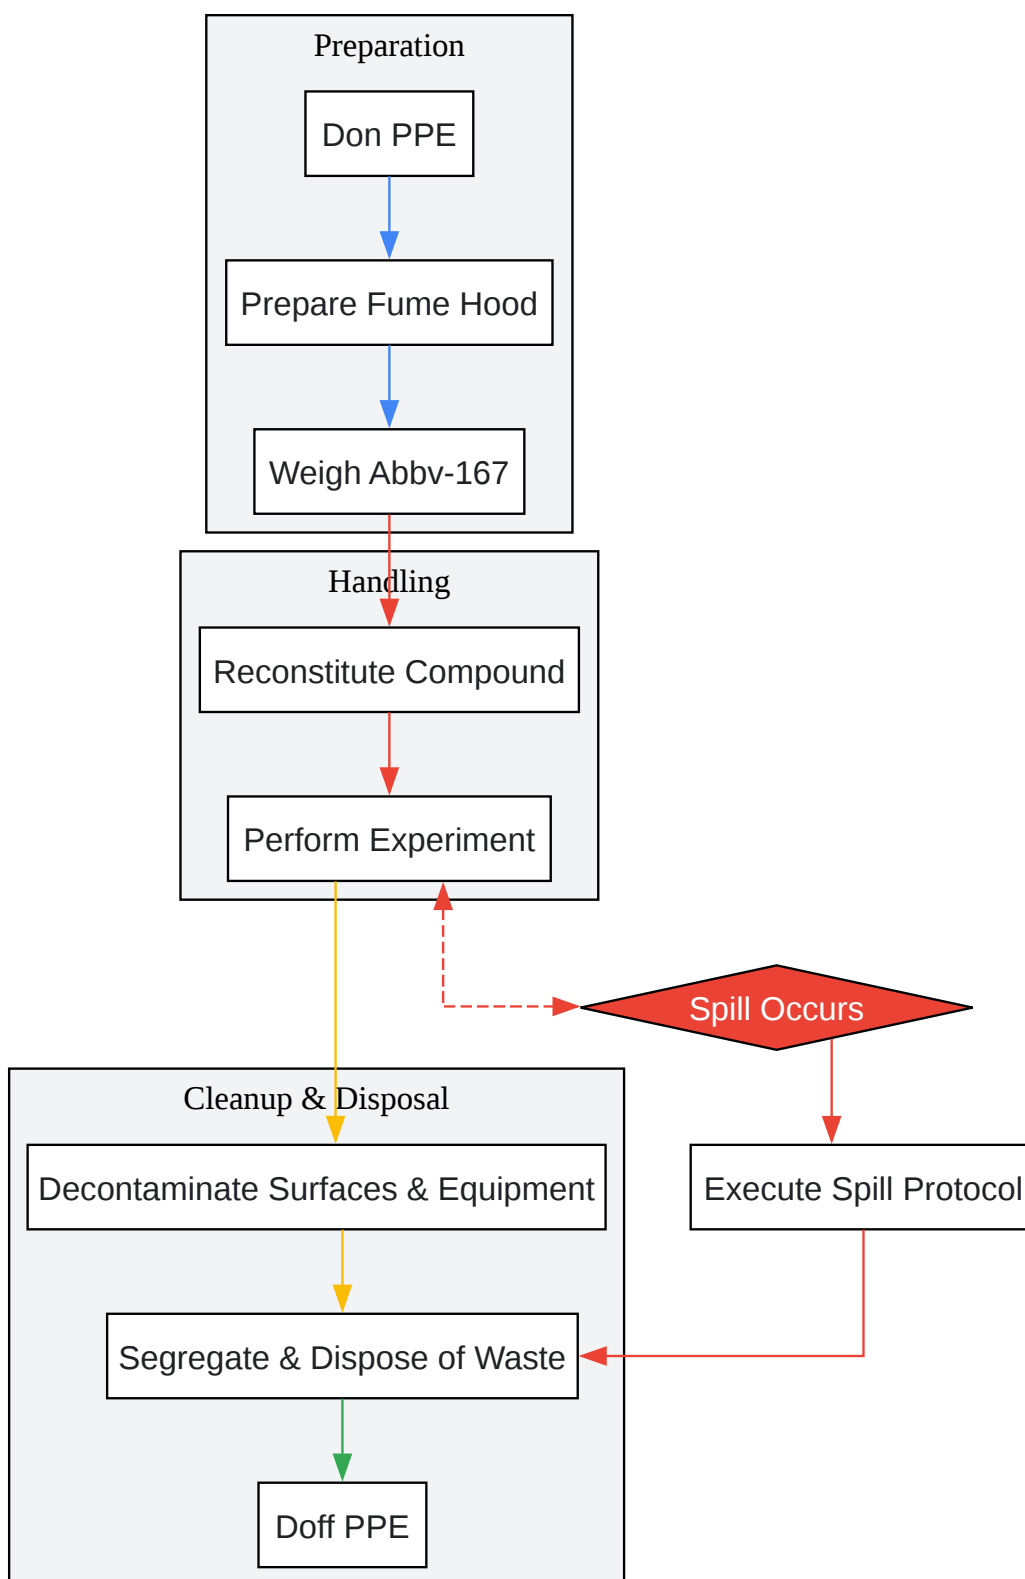 Preparation
Don PPE
Prepare Fume Hood
Weigh Abbv-167
Handling
Reconstitute Compound
Perform Experiment
Spill Occurs
Cleanup & Disposal
Decontaminate Surfaces & Equipment
Execute Spill Protocol
Segregate & Dispose of Waste
Doff PPE